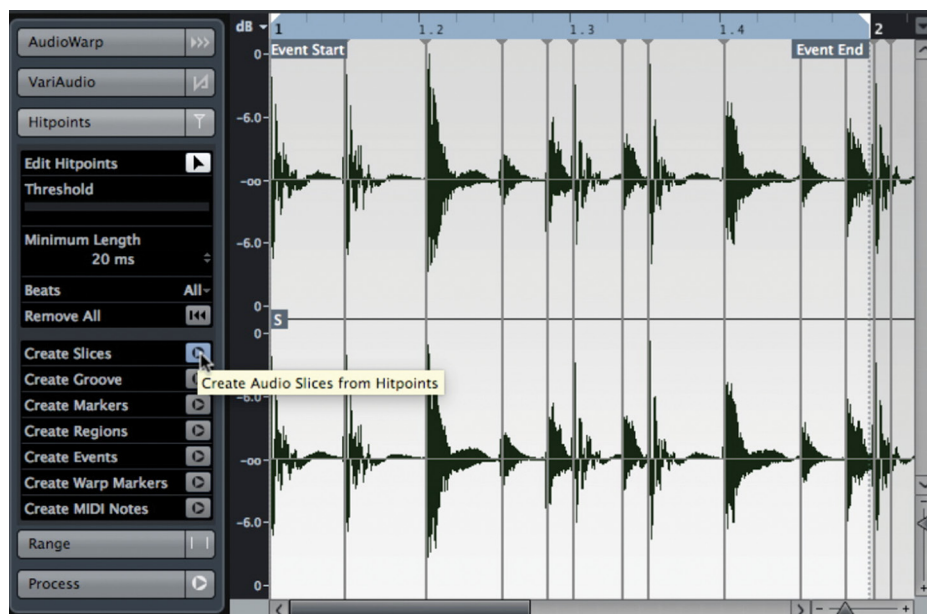 AudioWarp
VariAudio
Hitpoints
Edit Hitpoints
Threshold
Minimum Length
20 ms
Beats All
Remove All
Create Slices
Create Groove
Create Markers
Create Regions
Create Events
Create Warp Markers
Create MIDI Notes
Range
Process
dB 1 1.2 1.3 1.4 2
Event Start Event End
0
-6.0
-oo
-6.0
0
S
0
Create Audio Slices from Hitpoints
-6.0
-oo
-6.0
0